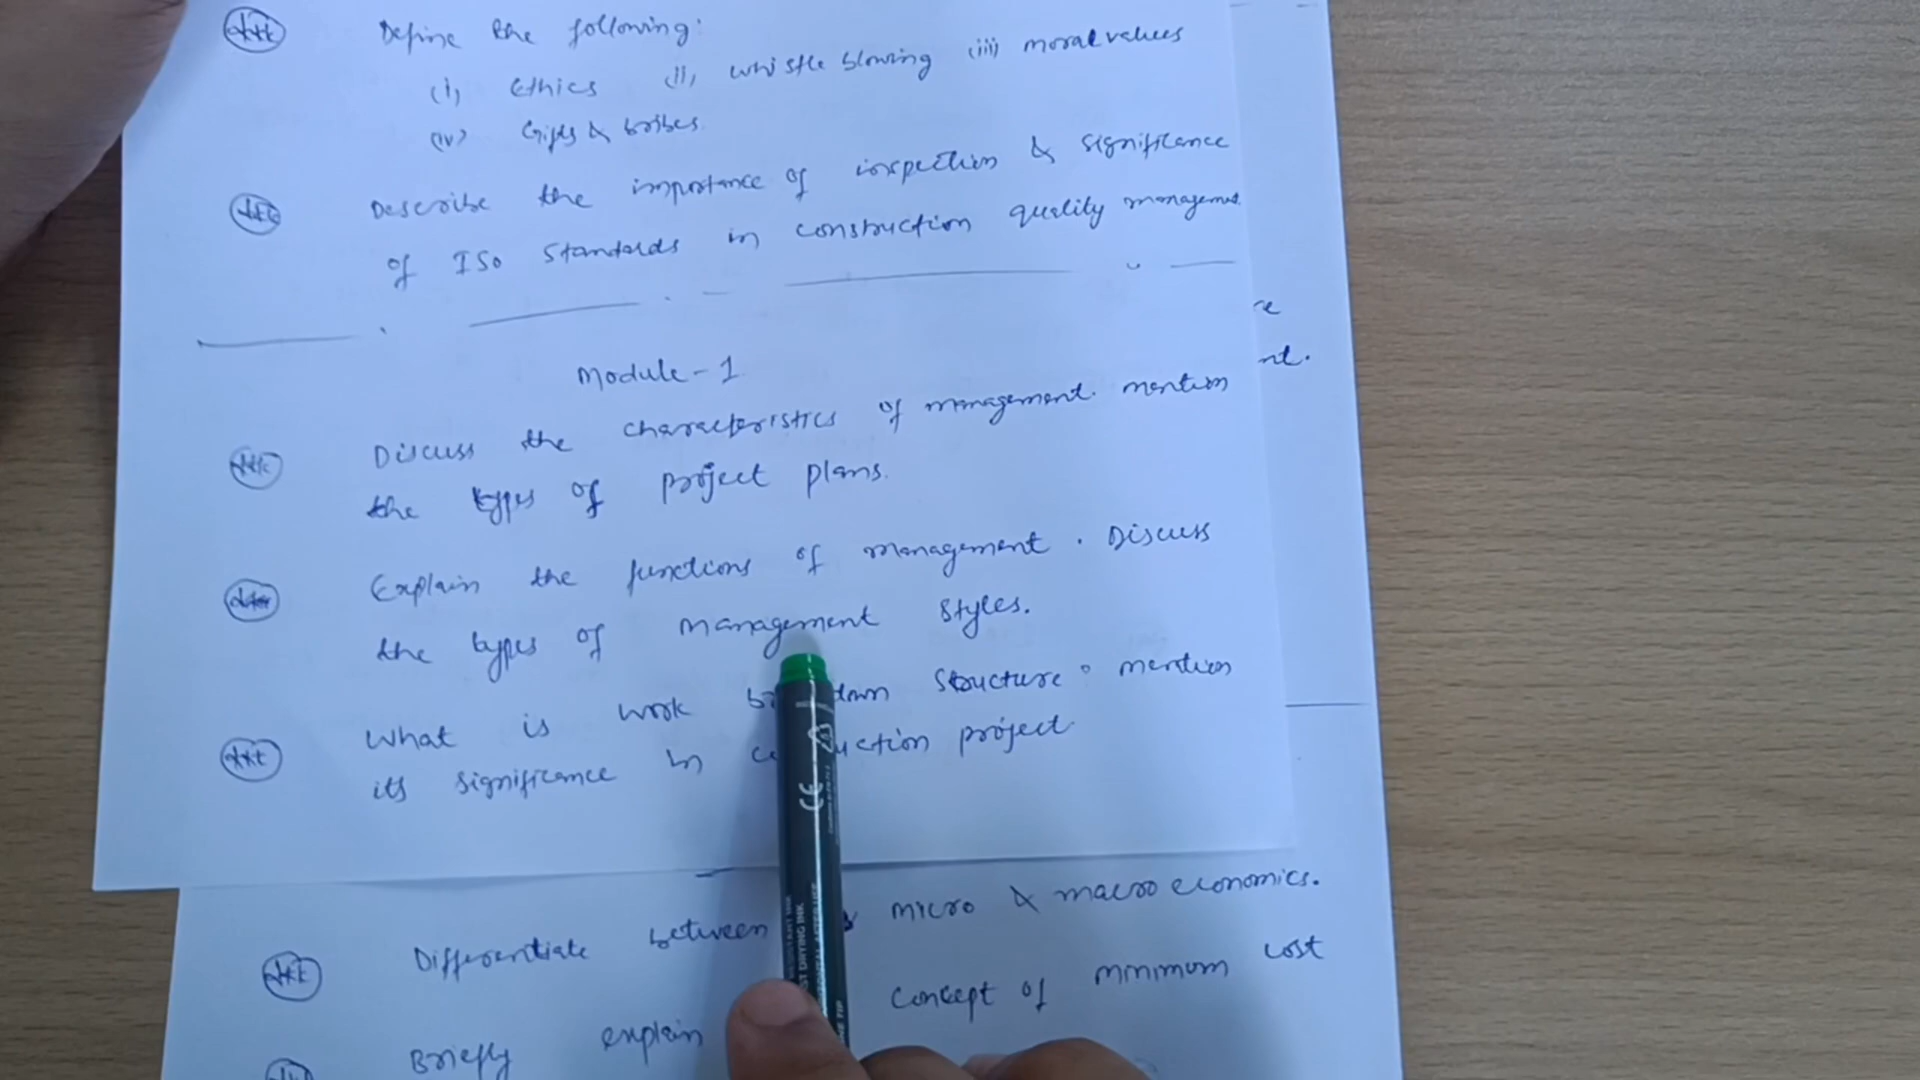 Define the following:
(i) Ethics (ii) whistle blowing (iii) moral values
(iv) Gifts & bribes.
Describe the importance of inspection & significance
of ISO Standards in construction quality
Module-1
Discuss the characteristics of management. mention
the types of project plans.
Explain the functions of management. Discuss
the types of management styles.
What is work structure. mention
its significance in project
Differentiate between micro & macro economics.
Briefly explain concept of minimum cost
CE